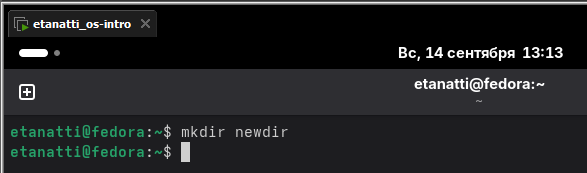 etanatti_os-intro
Вс, 14 сентября 13:13
etanatti@fedora:~
~
etanatti@fedora:~$ mkdir newdir
etanatti@fedora:~$